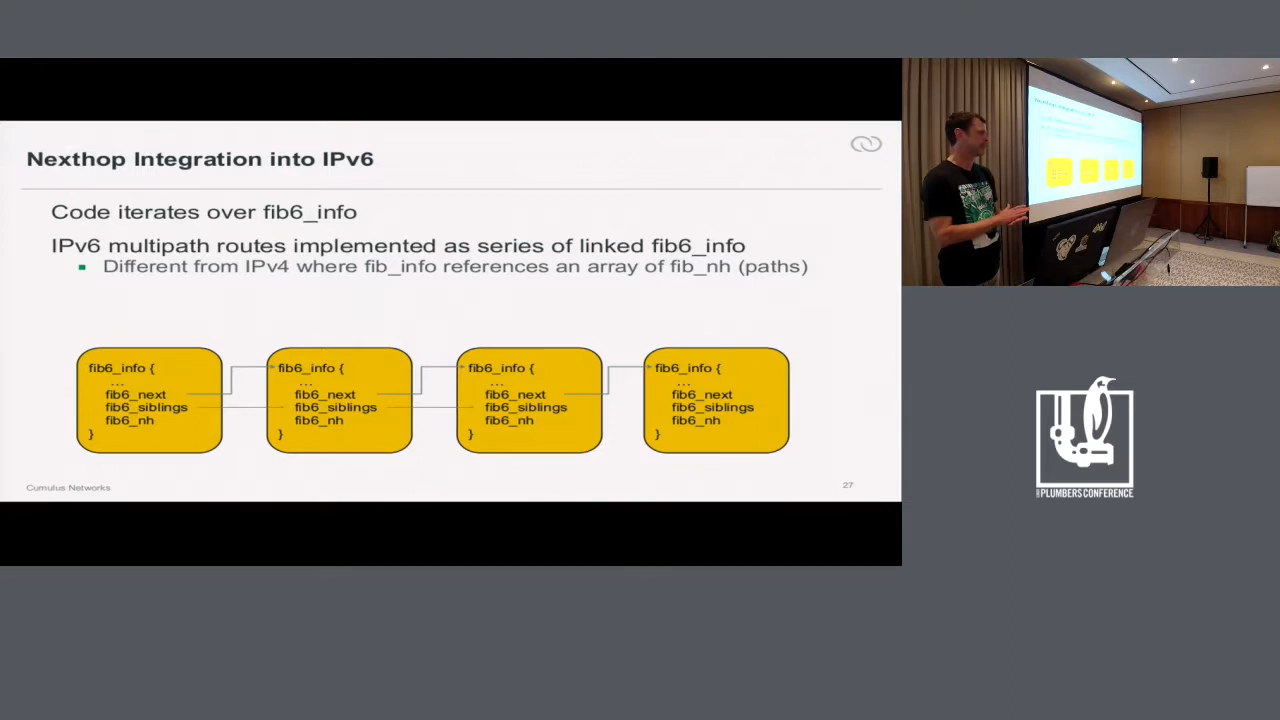 Nexthop Integration into IPv6
Code iterates over fib6_info
IPv6 multipath routes implemented as series of linked fib6_info
Different from IPv4 where fib_info references an array of fib_nh (paths)
fib6_info {
...
fib6_next
fib6_siblings
fib6_nh
}
fib6_info {
...
fib6_next
fib6_siblings
fib6_nh
}
fib6_info {
...
fib6_next
fib6_siblings
fib6_nh
}
fib6_info {
...
fib6_next
fib6_siblings
fib6_nh
}
Cumulus Networks
27
PLUMBERS CONFERENCE